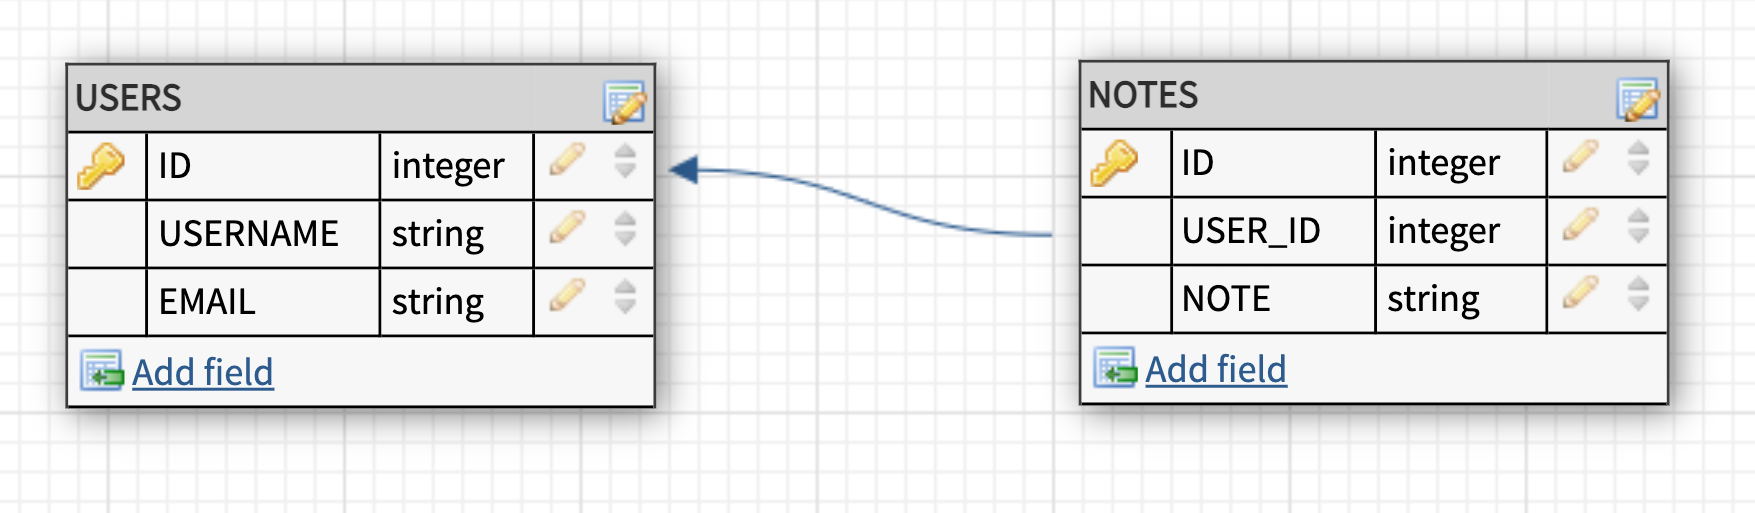 USERS
ID integer
USERNAME string
EMAIL string
Add field
NOTES
ID integer
USER_ID integer
NOTE string
Add field